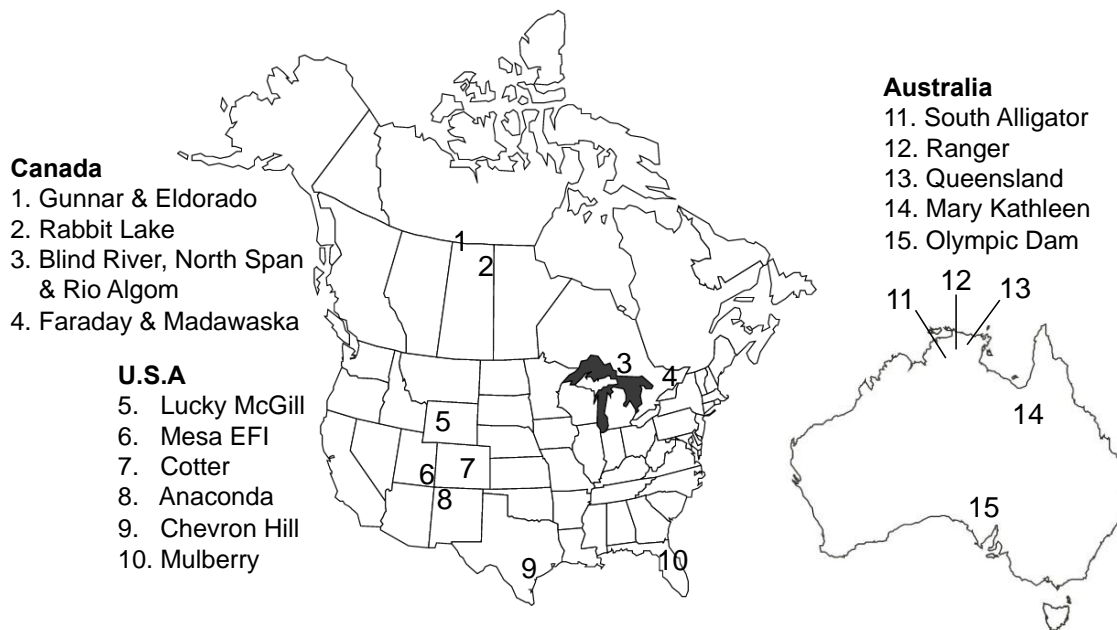 Canada
1. Gunnar & Eldorado
2. Rabbit Lake
3. Blind River, North Span
& Rio Algom
4. Faraday & Madawaska
U.S.A
5. Lucky McGill
6. Mesa EFI
7. Cotter
8. Anaconda
9. Chevron Hill
10. Mulberry
1
2
3
4
5
6
7
8
9
10
Australia
11. South Alligator
12. Ranger
13. Queensland
14. Mary Kathleen
15. Olympic Dam
11
12
13
14
15